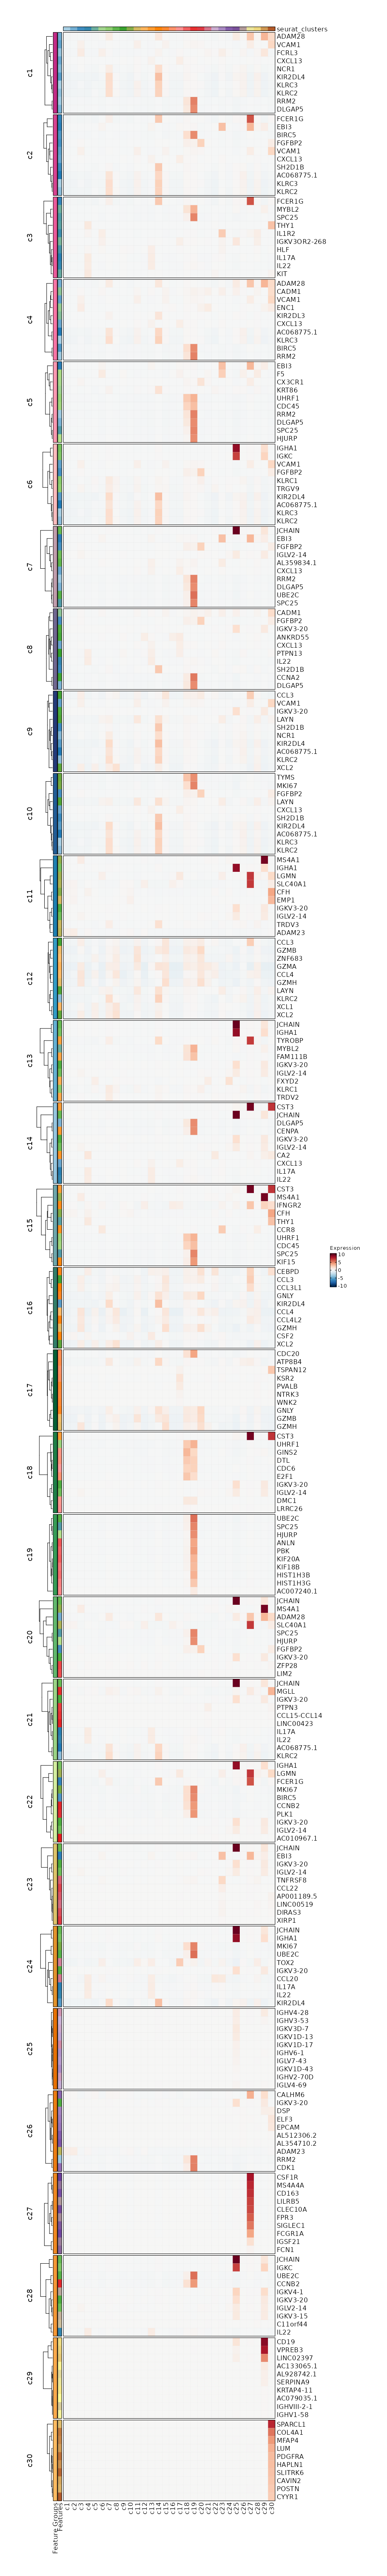 seurat_clusters
c1
ADAM28
VCAM1
FCRL3
CXCL13
NCR1
KIR2DL4
KLRC3
KLRC2
RRM2
DLGAP5
c2
FCER1G
EBI3
BIRC5
FGFBP2
VCAM1
CXCL13
SH2D1B
AC068775.1
KLRC3
KLRC2
c3
FCER1G
MYBL2
SPC25
THY1
IL1R2
IGKV3OR2-268
HLF
IL17A
IL22
KIT
c4
ADAM28
CADM1
VCAM1
ENC1
KIR2DL3
CXCL13
AC068775.1
KLRC3
BIRC5
RRM2
c5
EBI3
F5
CX3CR1
KRT86
UHRF1
CDC45
RRM2
DLGAP5
SPC25
HJURP
c6
IGHA1
IGKC
VCAM1
FGFBP2
KLRC1
TRGV9
KIR2DL4
AC068775.1
KLRC3
KLRC2
c7
JCHAIN
EBI3
FGFBP2
IGLV2-14
AL359834.1
CXCL13
RRM2
DLGAP5
UBE2C
SPC25
c8
CADM1
FGFBP2
IGKV3-20
ANKRD55
CXCL13
PTPN13
IL22
SH2D1B
CCNA2
DLGAP5
c9
CCL3
VCAM1
IGKV3-20
LAYN
SH2D1B
NCR1
KIR2DL4
AC068775.1
KLRC2
XCL2
c10
TYMS
MKI67
FGFBP2
LAYN
CXCL13
SH2D1B
KIR2DL4
AC068775.1
KLRC3
KLRC2
c11
MS4A1
IGHA1
LGMN
SLC40A1
CFH
EMP1
IGKV3-20
IGLV2-14
TRDV3
ADAM23
c12
CCL3
GZMB
ZNF683
GZMA
CCL4
GZMH
LAYN
KLRC2
XCL1
XCL2
c13
JCHAIN
IGHA1
TYROBP
MYBL2
FAM111B
IGKV3-20
IGLV2-14
FXYD2
KLRC1
TRDV2
c14
CST3
JCHAIN
DLGAP5
CENPA
IGKV3-20
IGLV2-14
CA2
CXCL13
IL17A
IL22
c15
CST3
MS4A1
IFNGR2
CFH
THY1
CCR8
UHRF1
CDC45
SPC25
KIF15
Expression
10
5
0
-5
-10
c16
CEBPD
CCL3
CCL3L1
GNLY
KIR2DL4
CCL4
CCL4L2
GZMH
CSF2
XCL2
c17
CDC20
ATP8B4
TSPAN12
KSR2
PVALB
NTRK3
WNK2
GNLY
GZMB
GZMH
c18
CST3
UHRF1
GINS2
DTL
CDC6
E2F1
IGKV3-20
IGLV2-14
DMC1
LRRC26
c19
UBE2C
SPC25
HJURP
ANLN
PBK
KIF20A
KIF18B
HIST1H3B
HIST1H3G
AC007240.1
c20
JCHAIN
MS4A1
ADAM28
SLC40A1
SPC25
HJURP
FGFBP2
IGKV3-20
ZFP28
LIM2
c21
JCHAIN
MGLL
IGKV3-20
PTPN3
CCL15-CCL14
LINC00423
IL17A
IL22
AC068775.1
KLRC2
c22
IGHA1
LGMN
FCER1G
MKI67
BIRC5
CCNB2
PLK1
IGKV3-20
IGLV2-14
AC010967.1
c23
JCHAIN
EBI3
IGKV3-20
IGLV2-14
TNFRSF8
CCL22
AP001189.5
LINC00519
DIRAS3
XIRP1
c24
JCHAIN
IGHA1
MKI67
UBE2C
TOX2
IGKV3-20
CCL20
IL17A
IL22
KIR2DL4
c25
IGHV4-28
IGHV3-53
IGKV3D-7
IGKV1D-13
IGKV1D-17
IGHV6-1
IGLV7-43
IGKV1D-43
IGHV2-70D
IGLV4-69
c26
CALHM6
IGKV3-20
DSP
ELF3
EPCAM
AL512306.2
AL354710.2
ADAM23
RRM2
CDK1
c27
CSF1R
MS4A4A
CD163
LILRB5
CLEC10A
FPR3
SIGLEC1
FCGR1A
IGSF21
FCN1
c28
JCHAIN
IGKC
UBE2C
CCNB2
IGKV4-1
IGKV3-20
IGLV2-14
IGKV3-15
C11orf44
IL22
c29
CD19
VPREB3
LINC02397
AC133065.1
AL928742.1
SERPINA9
KRTAP4-11
AC079035.1
IGHVIII-2-1
IGHV1-58
c30
SPARCL1
COL4A1
MFAP4
LUM
PDGFRA
HAPLN1
SLITRK6
CAVIN2
POSTN
CYYR1
Feature Groups
Features
c1
c2
c3
c4
c5
c6
c7
c8
c9
c10
c11
c12
c13
c14
c15
c16
c17
c18
c19
c20
c21
c22
c23
c24
c25
c26
c27
c28
c29
c30